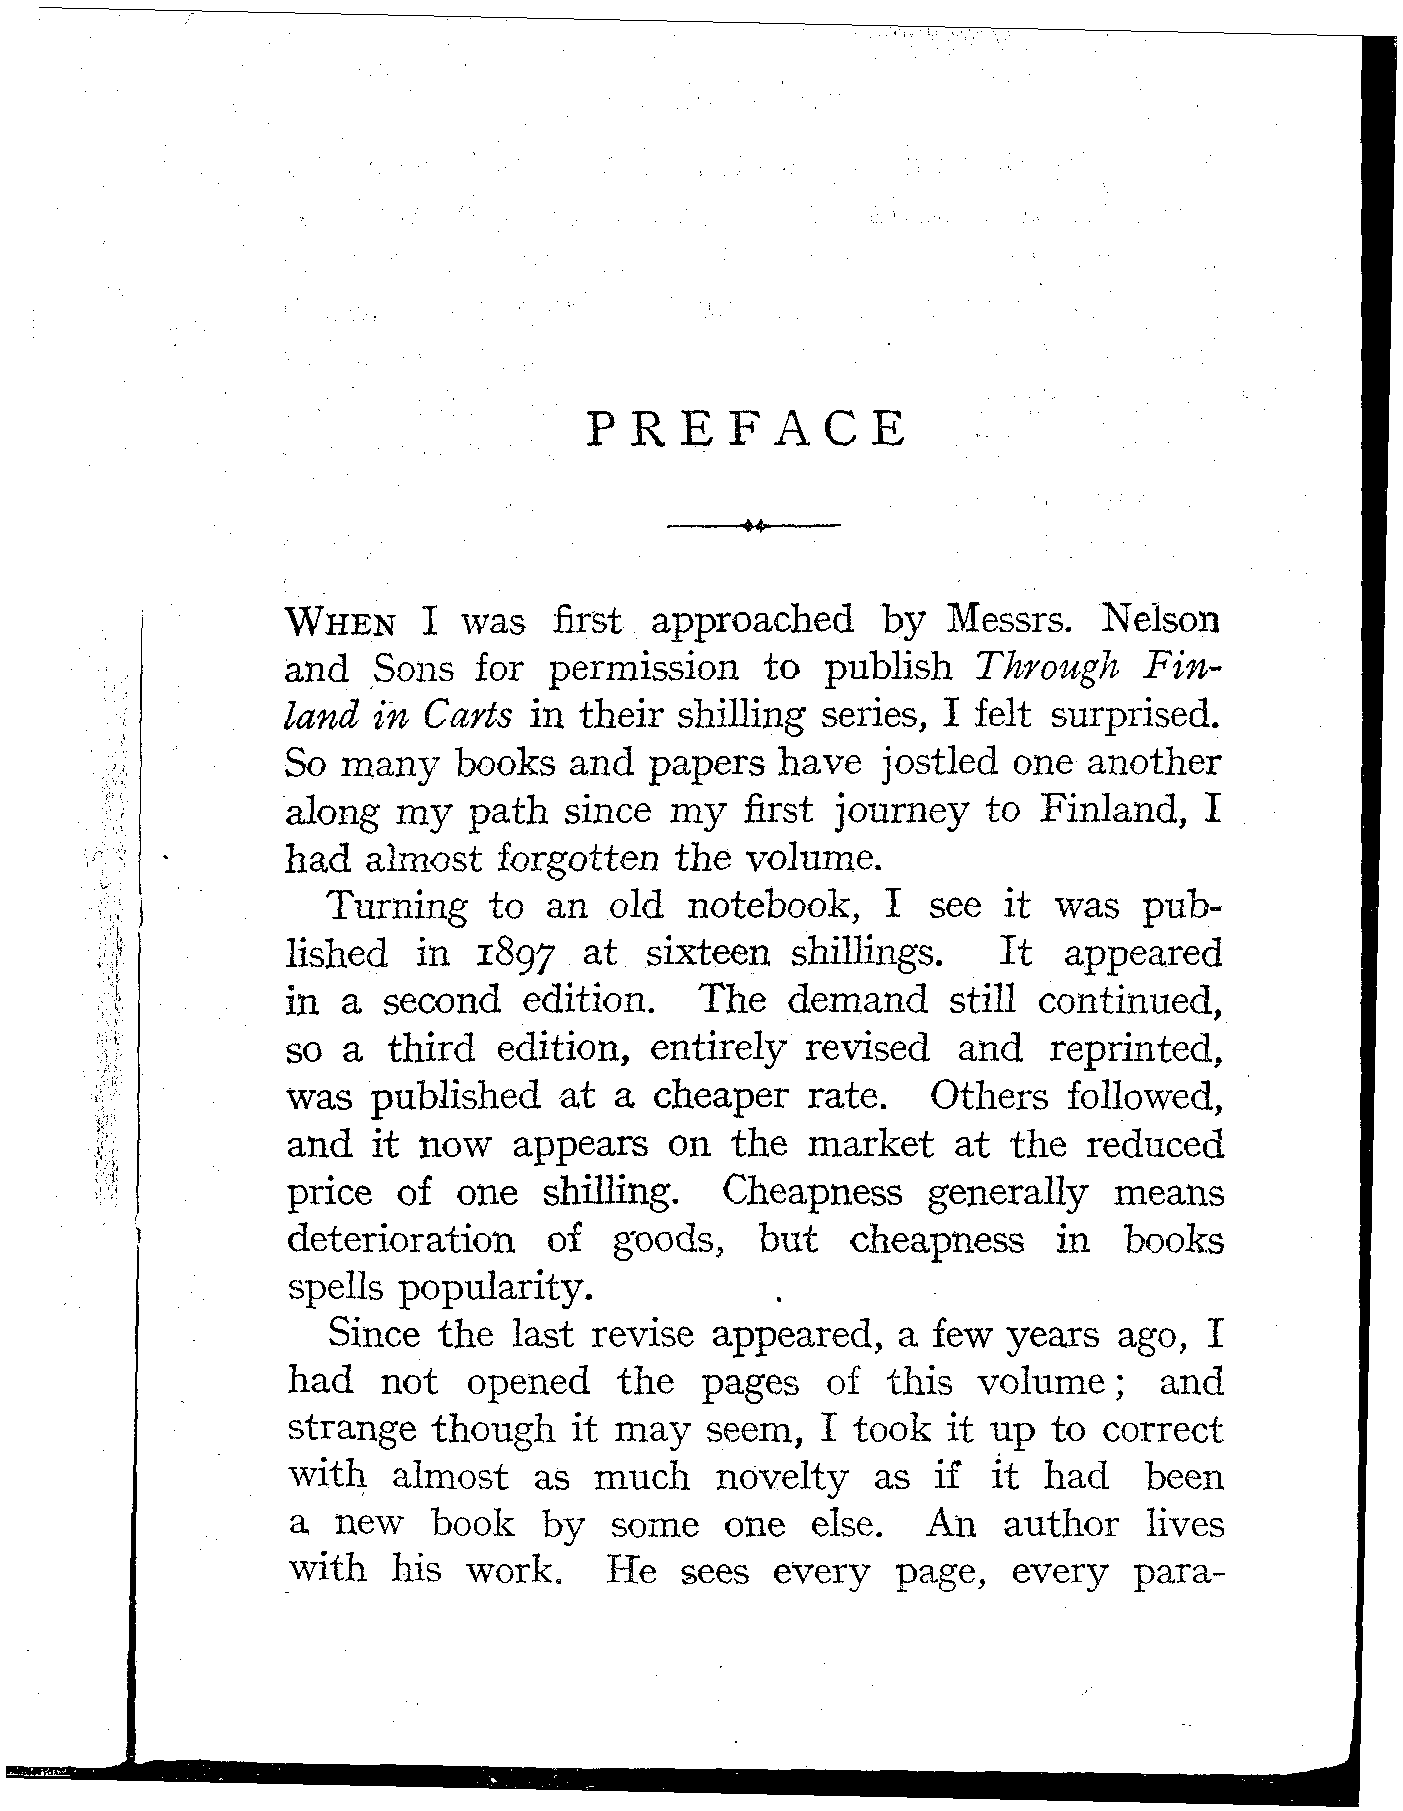 PREFACE
WHEN I was first approached by Messrs. Nelson
and Sons for permission to publish Through Fin-
land in Carts in their shilling series, I felt surprised.
So many books and papers have jostled one another
along my path since my first journey to Finland, I
had almost forgotten the volume.
Turning to an old notebook, I see it was pub-
lished in 1897 at sixteen shillings. It appeared
in a second edition. The demand still continued,
so a third edition, entirely revised and reprinted,
was published at a cheaper rate. Others followed,
and it now appears on the market at the reduced
price of one shilling. Cheapness generally means
deterioration of goods, but cheapness in books
spells popularity.
Since the last revise appeared, a few years ago, I
had not opened the pages of this volume; and
strange though it may seem, I took it up to correct
with almost as much novelty as if it had been
a new book by some one else. An author lives
with his work. He sees every page, every para-